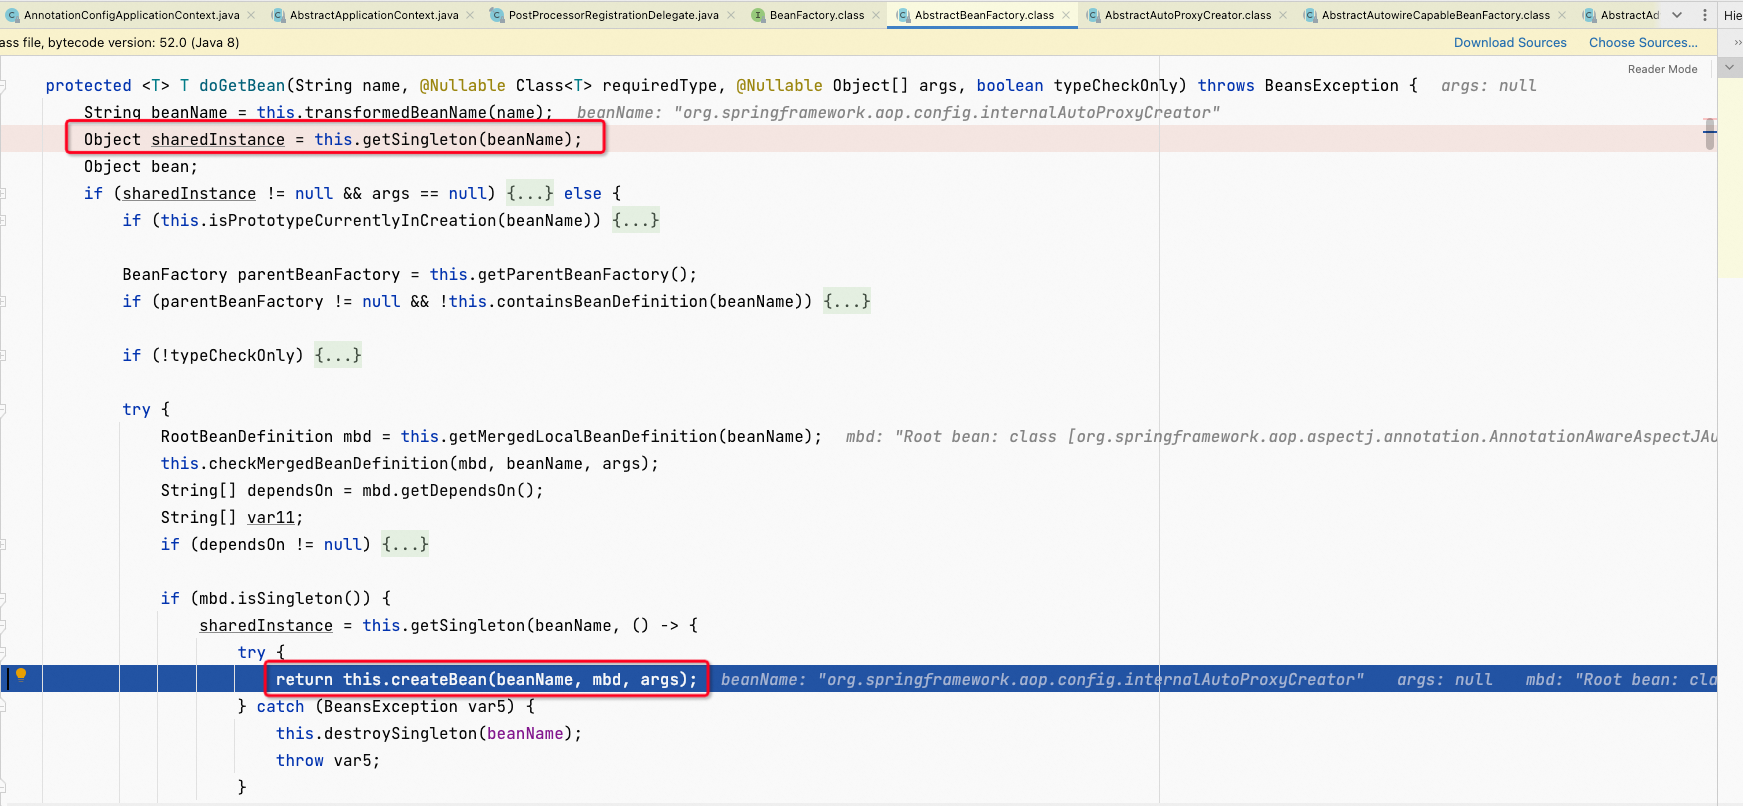 AnnotationConfigApplicationContext.java AbstractApplicationContext.java PostProcessorRegistrationDelegate.java BeanFactory.class AbstractBeanFactory.class AbstractAutoProxyCreator.class AbstractAutowireCapableBeanFactory.class AbstractAd Hie
ass file, bytecode version: 52.0 (Java 8) Download Sources Choose Sources...
Reader Mode
protected <T> T doGetBean(String name, @Nullable Class<T> requiredType, @Nullable Object[] args, boolean typeCheckOnly) throws BeansException { args: null
String beanName = this.transformedBeanName(name); beanName: "org.springframework.aop.config.internalAutoProxyCreator"
Object sharedInstance = this.getSingleton(beanName);
Object bean;
if (sharedInstance != null && args == null) {...} else {
if (this.isPrototypeCurrentlyInCreation(beanName)) {...}
BeanFactory parentBeanFactory = this.getParentBeanFactory();
if (parentBeanFactory != null && !this.containsBeanDefinition(beanName)) {...}
if (!typeCheckOnly) {...}
try {
RootBeanDefinition mbd = this.getMergedLocalBeanDefinition(beanName); mbd: "Root bean: class [org.springframework.aop.aspectj.annotation.AnnotationAwareAspectJAu
this.checkMergedBeanDefinition(mbd, beanName, args);
String[] dependsOn = mbd.getDependsOn();
String[] var11;
if (dependsOn != null) {...}
if (mbd.isSingleton()) {
sharedInstance = this.getSingleton(beanName, () -> {
try {
return this.createBean(beanName, mbd, args); beanName: "org.springframework.aop.config.internalAutoProxyCreator" args: null mbd: "Root bean: cla
} catch (BeansException var5) {
this.destroySingleton(beanName);
throw var5;
}